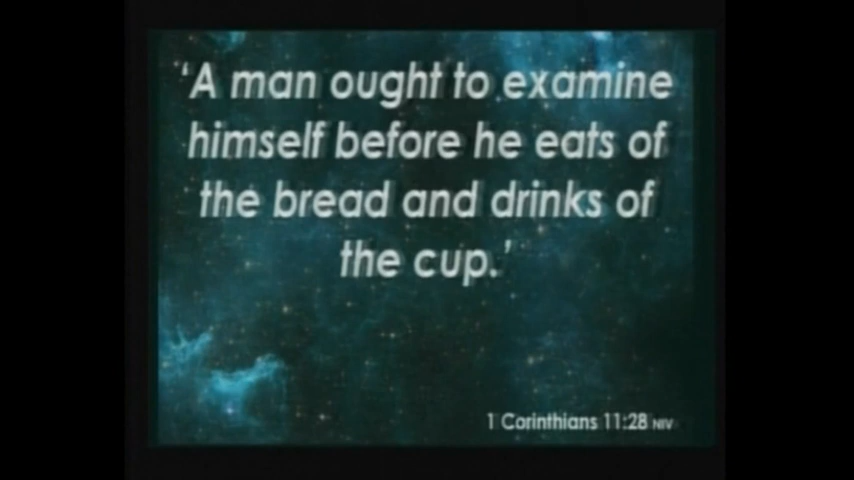 'A man ought to examine
himself before he eats of
the bread and drinks of
the cup.'
1 Corinthians 11:28 NIV